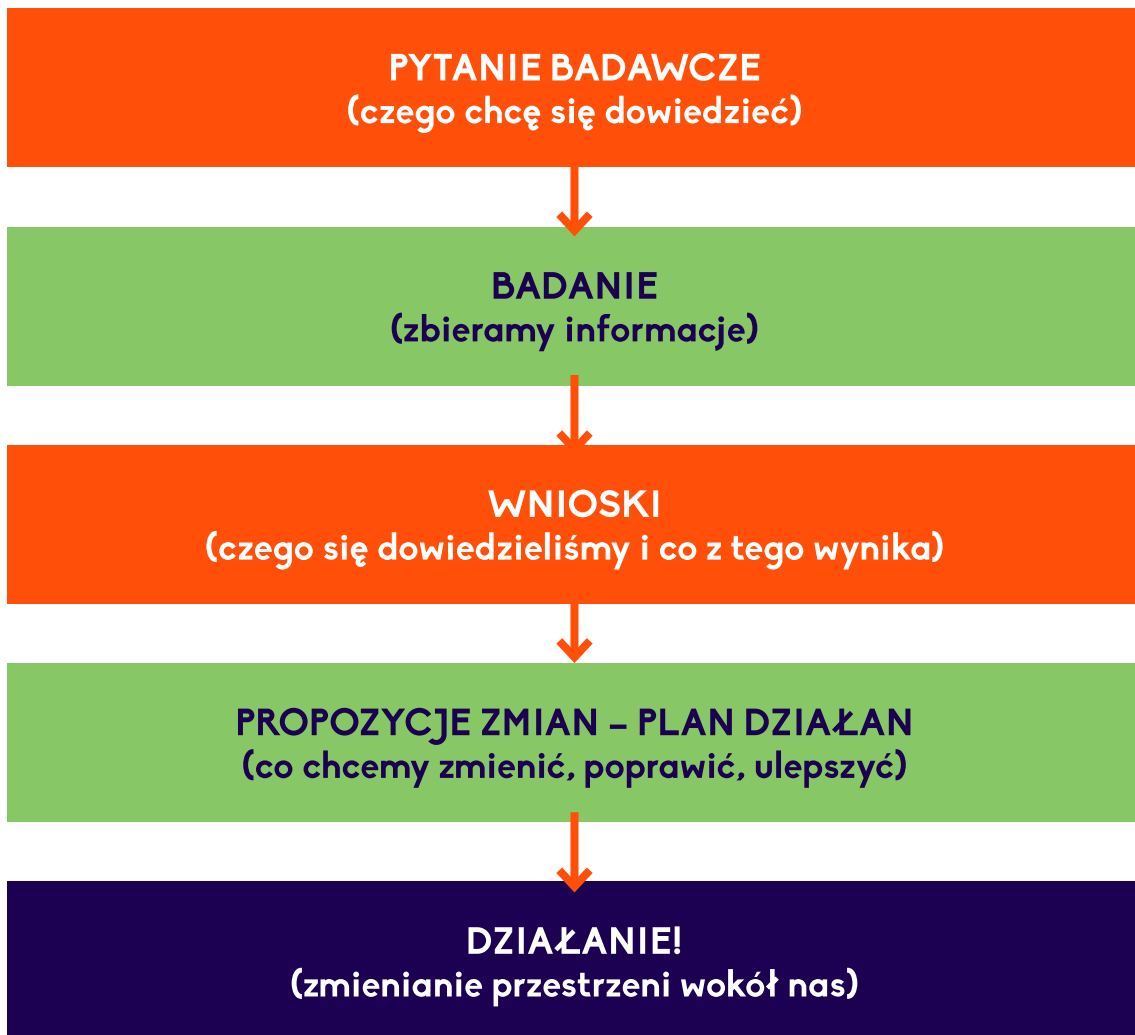 PYTANIE BADAWCZE
(czego chcę się dowiedzieć)
BADANIE
(zbieramy informacje)
WNIOSKI
(czego się dowiedzieliśmy i co z tego wynika)
PROPOZYCJE ZMIAN – PLAN DZIAŁAN
(co chcemy zmienić, poprawić, ulepszyć)
DZIAŁANIE!
(zmienianie przestrzeni wokół nas)